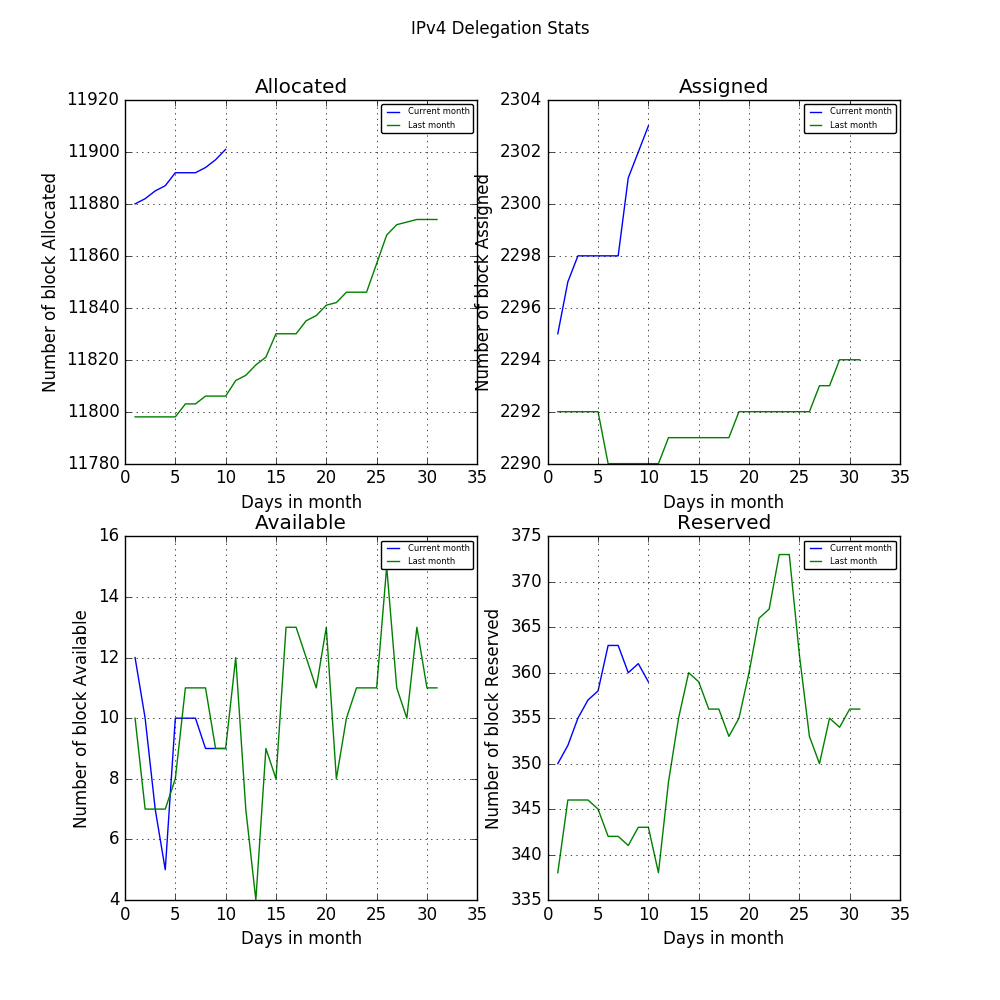 IPv4 Delegation Stats
Allocated
Number of block Allocated
11920
11900
11880
11860
11840
11820
11800
11780
0 5 10 15 20 25 30 35
Days in month
Current month
Last month
Assigned
Number of block Assigned
2304
2302
2300
2298
2296
2294
2292
2290
0 5 10 15 20 25 30 35
Days in month
Current month
Last month
Available
Number of block Available
16
14
12
10
8
6
4
0 5 10 15 20 25 30 35
Days in month
Current month
Last month
Reserved
Number of block Reserved
375
370
365
360
355
350
345
340
335
0 5 10 15 20 25 30 35
Days in month
Current month
Last month